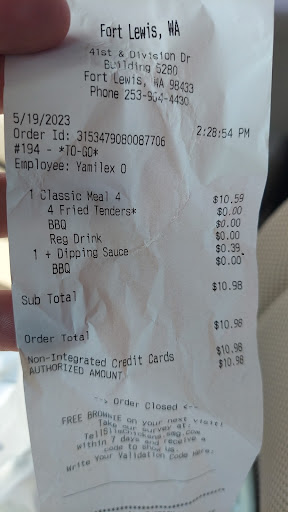 Fort Lewis, WA
41st & Division Dr
Building 5280
Fort Lewis, WA 98433
Phone 253-964-4430
5/19/2023
Order Id: 3153479080087706 2:28:54 PM
#194 - *TO-GO*
Employee: Yamilex O
1 Classic Meal 4 $10.59
4 Fried Tenders* $0.00
BBQ $0.00
Reg Drink $0.00
1 + Dipping Sauce $0.39
BBQ $0.00
Sub Total $10.98
Order Total $10.98
Non-Integrated Credit Cards $10.98
AUTHORIZED AMOUNT $10.98
--> Order Closed <--
FREE BROWNIE on your next visit!
Take our survey at:
within 7 days and receive a
code to show us.
Write Your Validation Code Here: